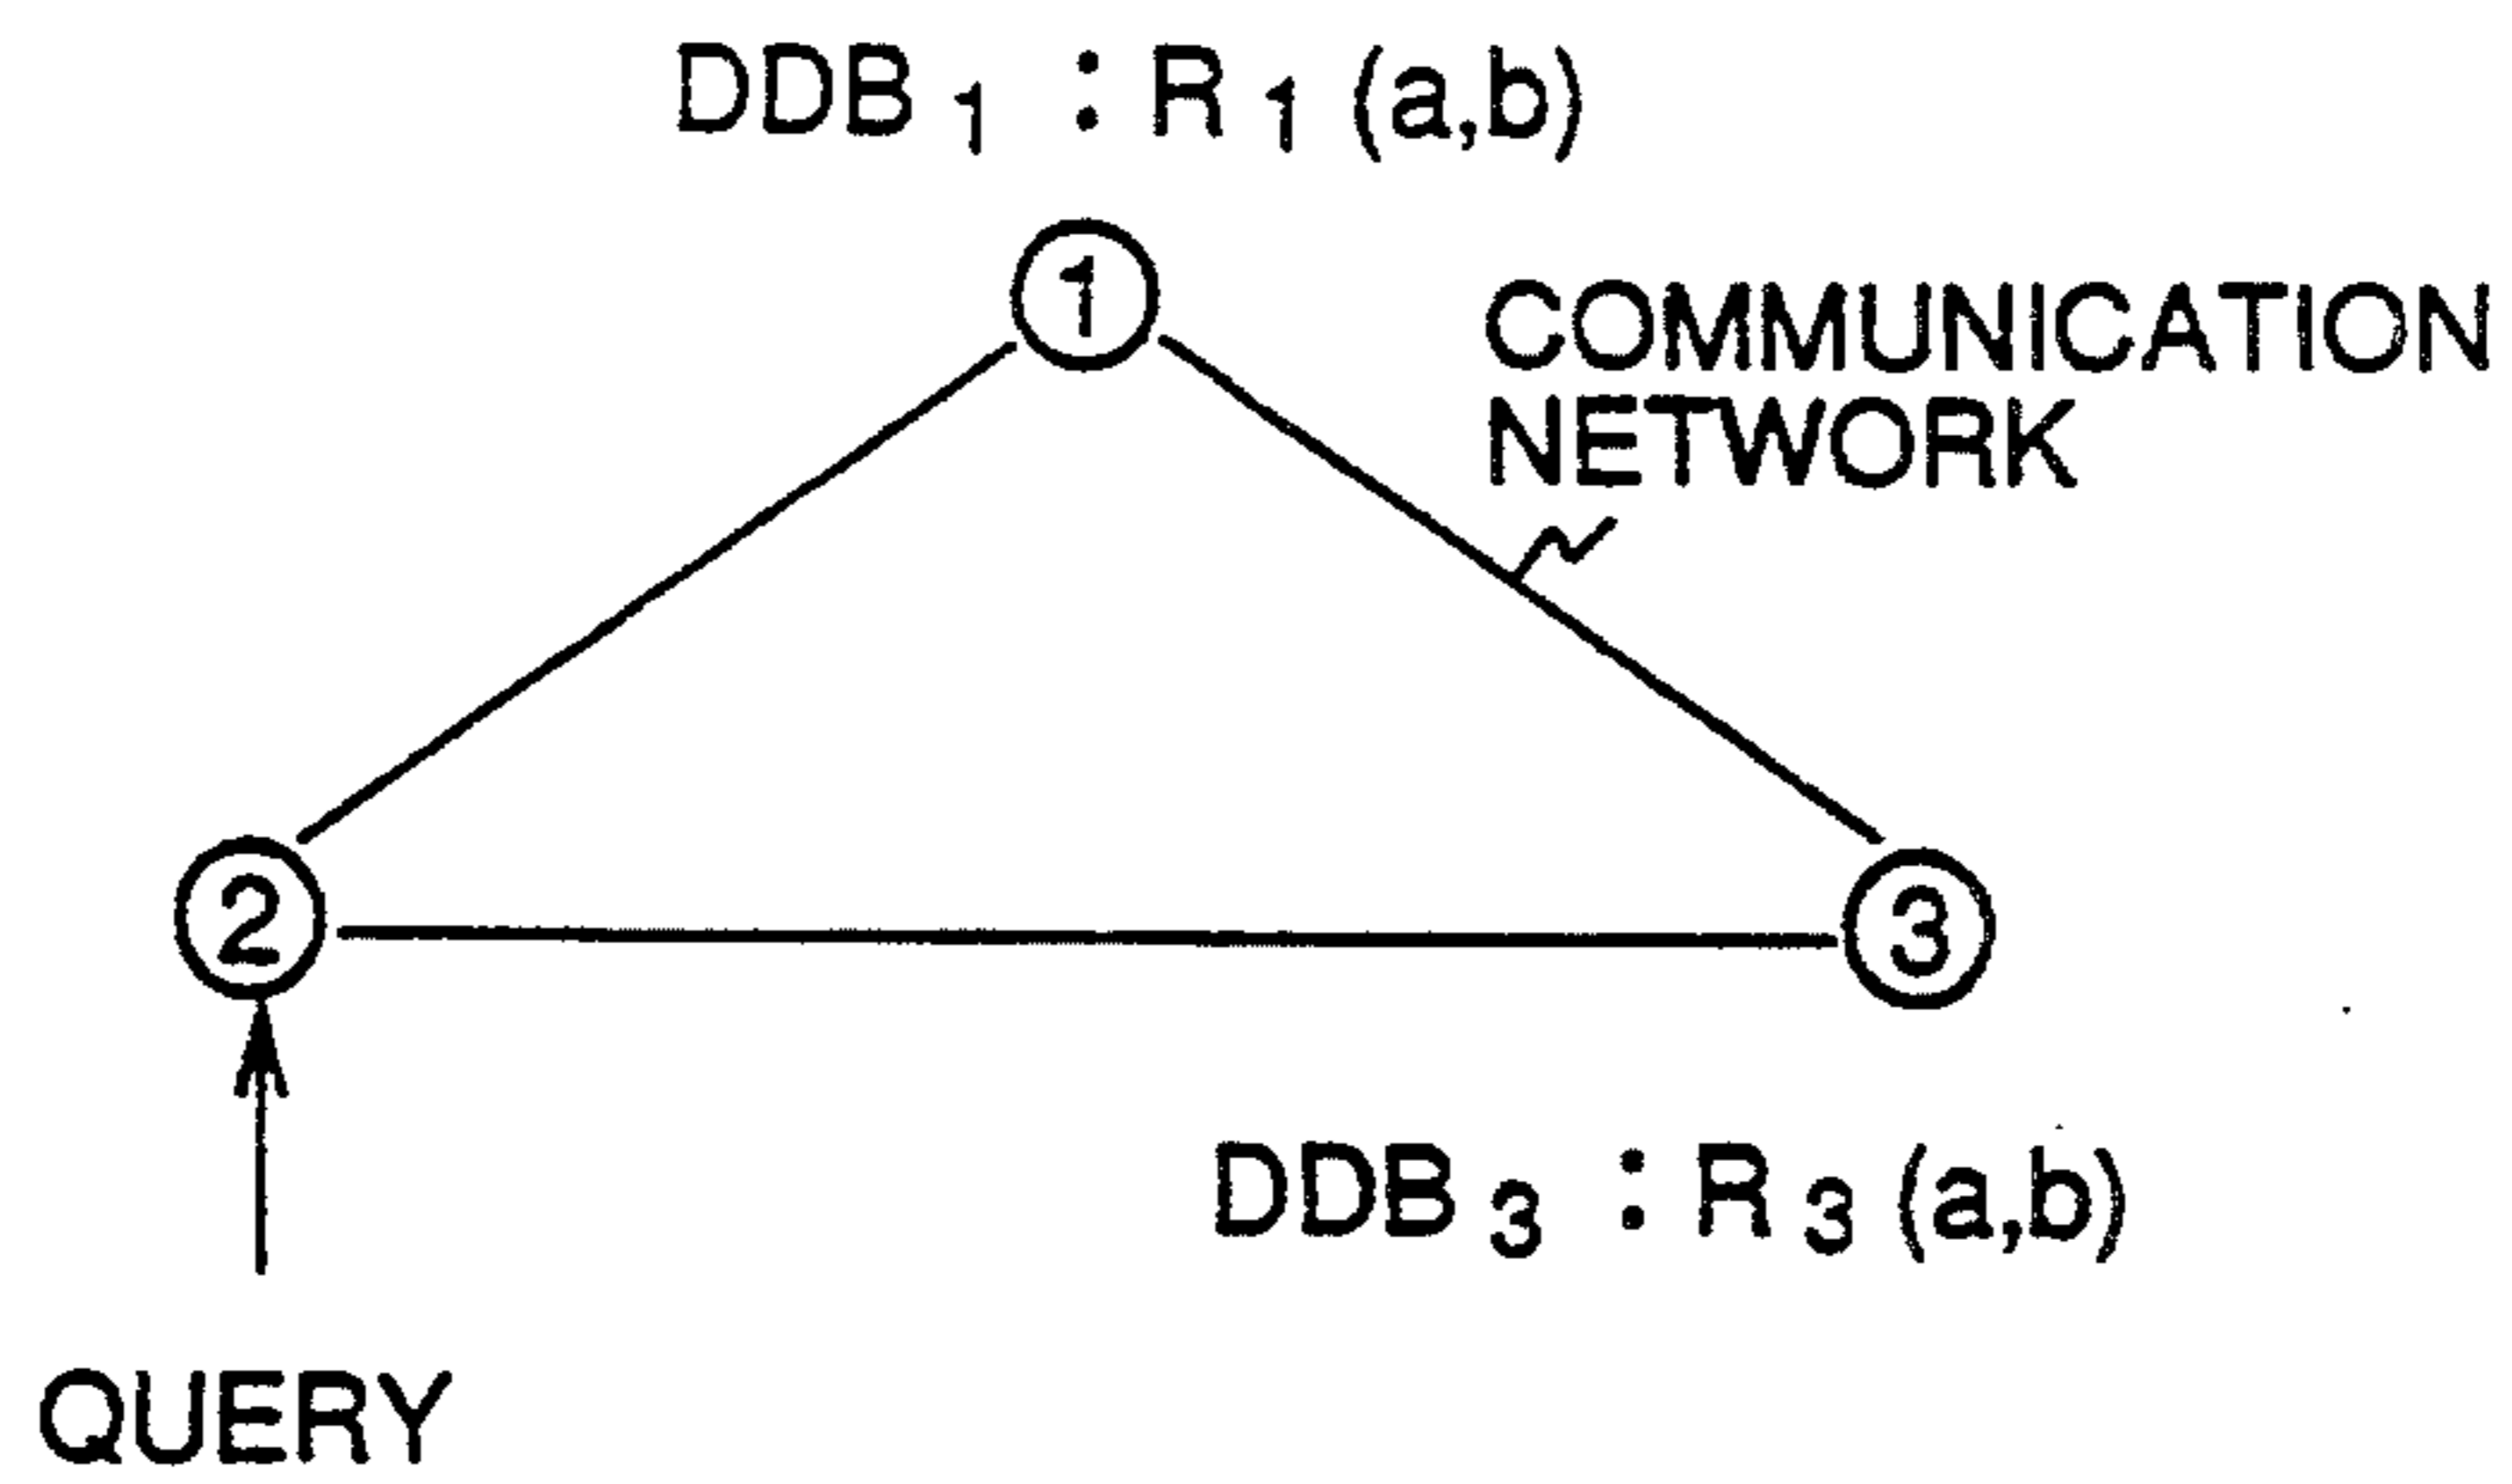 DDB 1 : R 1 (a,b)
1
COMMUNICATION
NETWORK
2
3
DDB 3 : R 3 (a,b)
QUERY